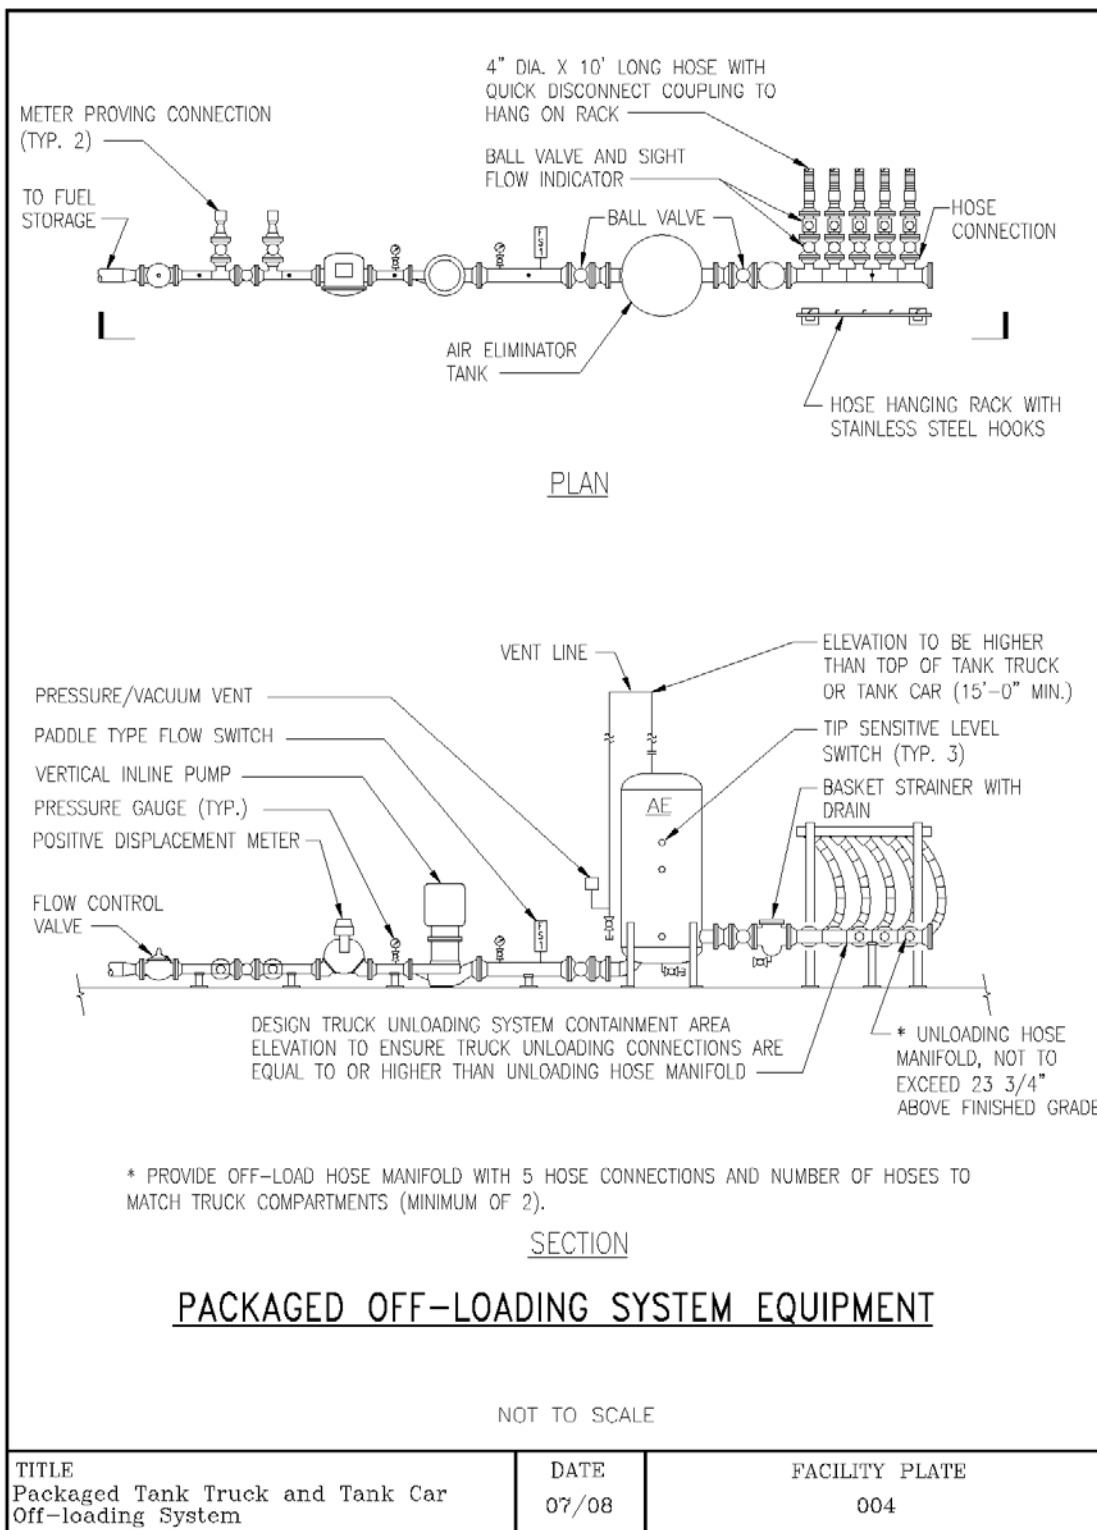 4" DIA. X 10' LONG HOSE WITH
QUICK DISCONNECT COUPLING TO
HANG ON RACK
METER PROVING CONNECTION
(TYP. 2)
BALL VALVE AND SIGHT
FLOW INDICATOR
TO FUEL
STORAGE
BALL VALVE
HOSE
CONNECTION
FS1
AIR ELIMINATOR
TANK
HOSE HANGING RACK WITH
STAINLESS STEEL HOOKS
PLAN
VENT LINE
ELEVATION TO BE HIGHER
THAN TOP OF TANK TRUCK
OR TANK CAR (15'-0" MIN.)
PRESSURE/VACUUM VENT
PADDLE TYPE FLOW SWITCH
VERTICAL INLINE PUMP
PRESSURE GAUGE (TYP.)
POSITIVE DISPLACEMENT METER
FLOW CONTROL
VALVE
TIP SENSITIVE LEVEL
SWITCH (TYP. 3)
BASKET STRAINER WITH
DRAIN
AE
FS1
DESIGN TRUCK UNLOADING SYSTEM CONTAINMENT AREA
ELEVATION TO ENSURE TRUCK UNLOADING CONNECTIONS ARE
EQUAL TO OR HIGHER THAN UNLOADING HOSE MANIFOLD
* UNLOADING HOSE
MANIFOLD, NOT TO
EXCEED 23 3/4"
ABOVE FINISHED GRADE
* PROVIDE OFF-LOAD HOSE MANIFOLD WITH 5 HOSE CONNECTIONS AND NUMBER OF HOSES TO
MATCH TRUCK COMPARTMENTS (MINIMUM OF 2).
SECTION
PACKAGED OFF-LOADING SYSTEM EQUIPMENT
NOT TO SCALE
TITLE
Packaged Tank Truck and Tank Car
Off-loading System
DATE
07/08
FACILITY PLATE
004